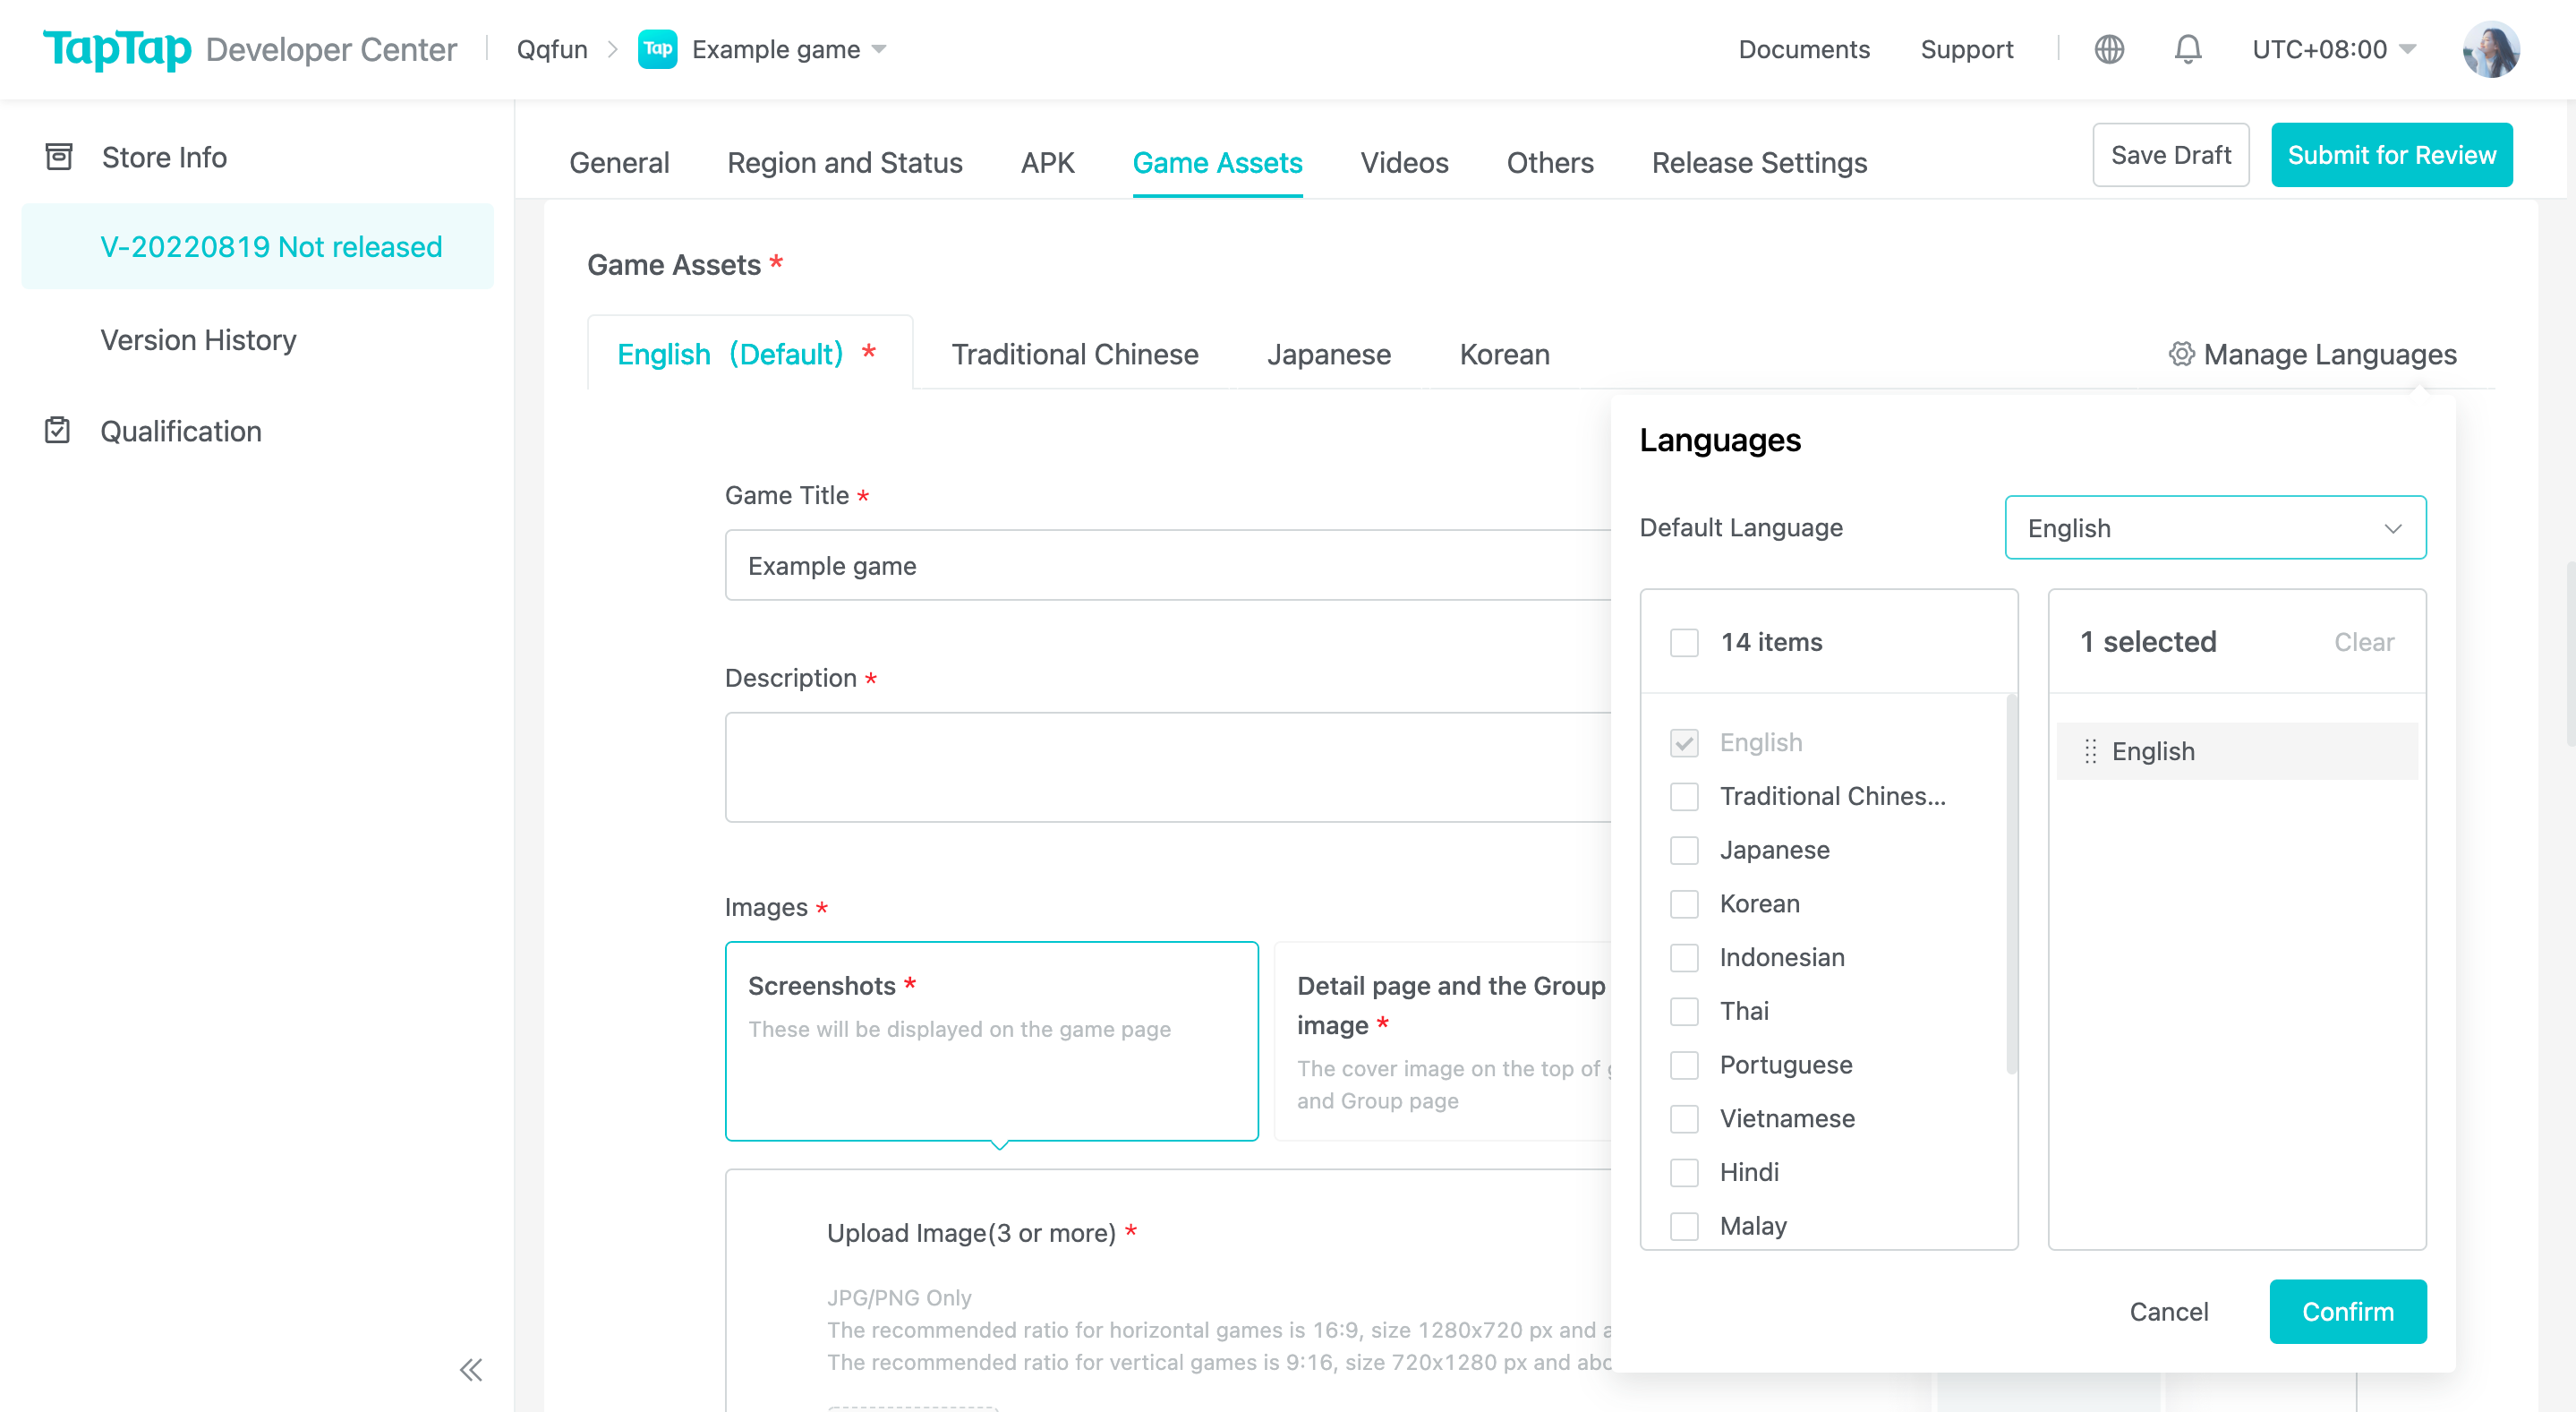 TapTap Developer Center
Qqfun
Tap
Example game
Documents
Support
UTC+08:00
Store Info
V-20220819 Not released
Version History
Qualification
General
Region and Status
APK
Game Assets
Videos
Others
Release Settings
Save Draft
Submit for Review
Game Assets *
English (Default) *
Traditional Chinese
Japanese
Korean
Manage Languages
Game Title *
Example game
Description *
Images *
Screenshots *
These will be displayed on the game page
Detail page and the Group
image *
The cover image on the top of
and Group page
Upload Image(3 or more) *
JPG/PNG Only
The recommended ratio for horizontal games is 16:9, size 1280x720 px and
The recommended ratio for vertical games is 9:16, size 720x1280 px and
Languages
Default Language
English
14 items
English
Traditional Chines...
Japanese
Korean
Indonesian
Thai
Portuguese
Vietnamese
Hindi
Malay
1 selected
Clear
English
Cancel
Confirm